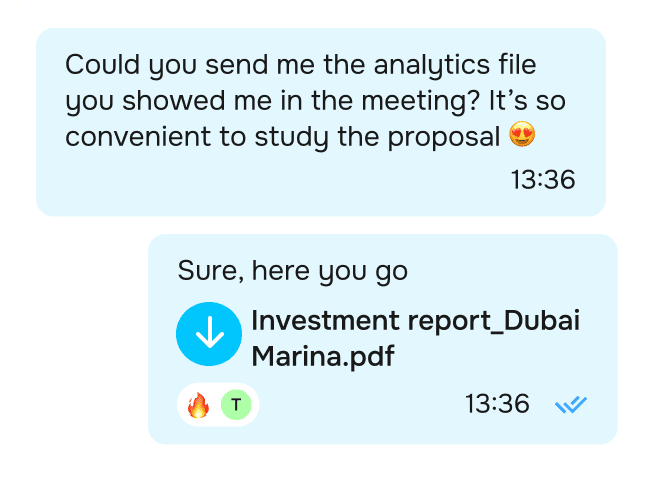 Could you send me the analytics file
you showed me in the meeting? It’s so
convenient to study the proposal 😍
13:36
Sure, here you go
Investment report_Dubai
Marina.pdf
🔥 T
13:36